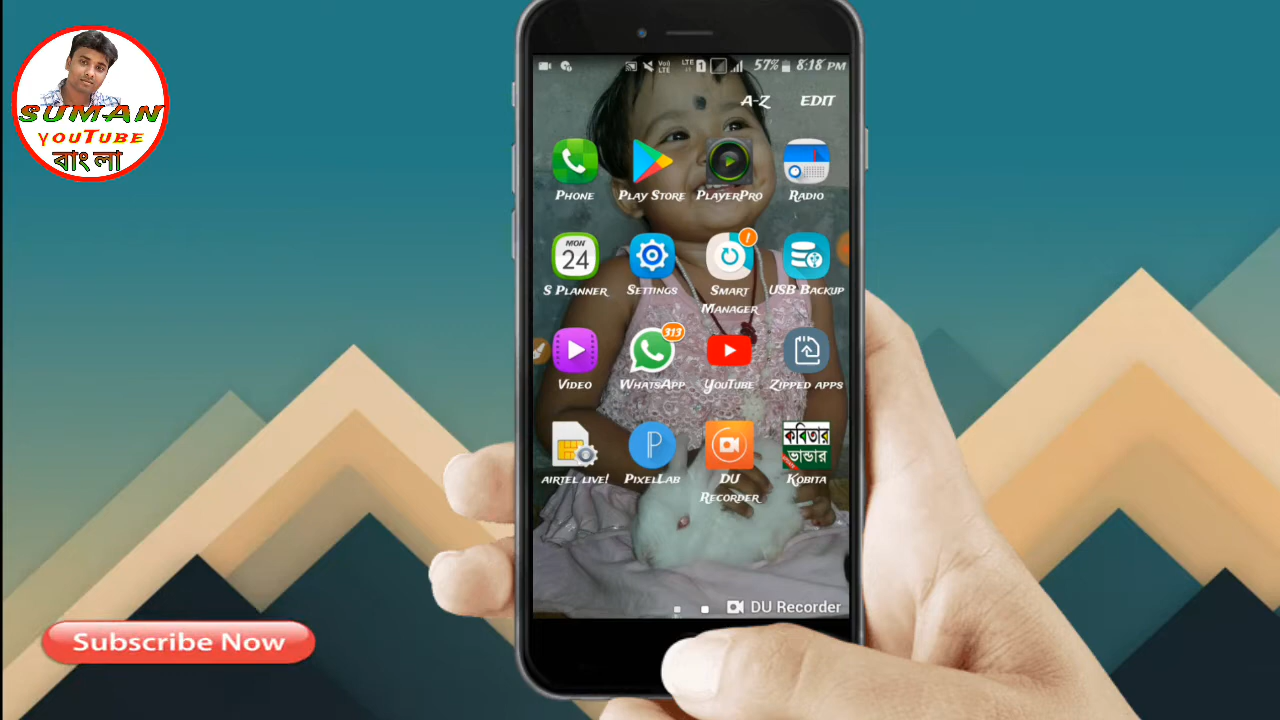 SUMAN
YOUTUBE
বাংলা
57% 8:18 PM
A-Z EDIT
Phone Play Store PlayerPro Radio
MON
24
S Planner Settings Smart Manager USB Backup
313
Video WhatsApp YouTube Zipped apps
কবিতার
ভান্ডার
airtel live! PixelLab DU Recorder Kobita
DU Recorder
Subscribe Now